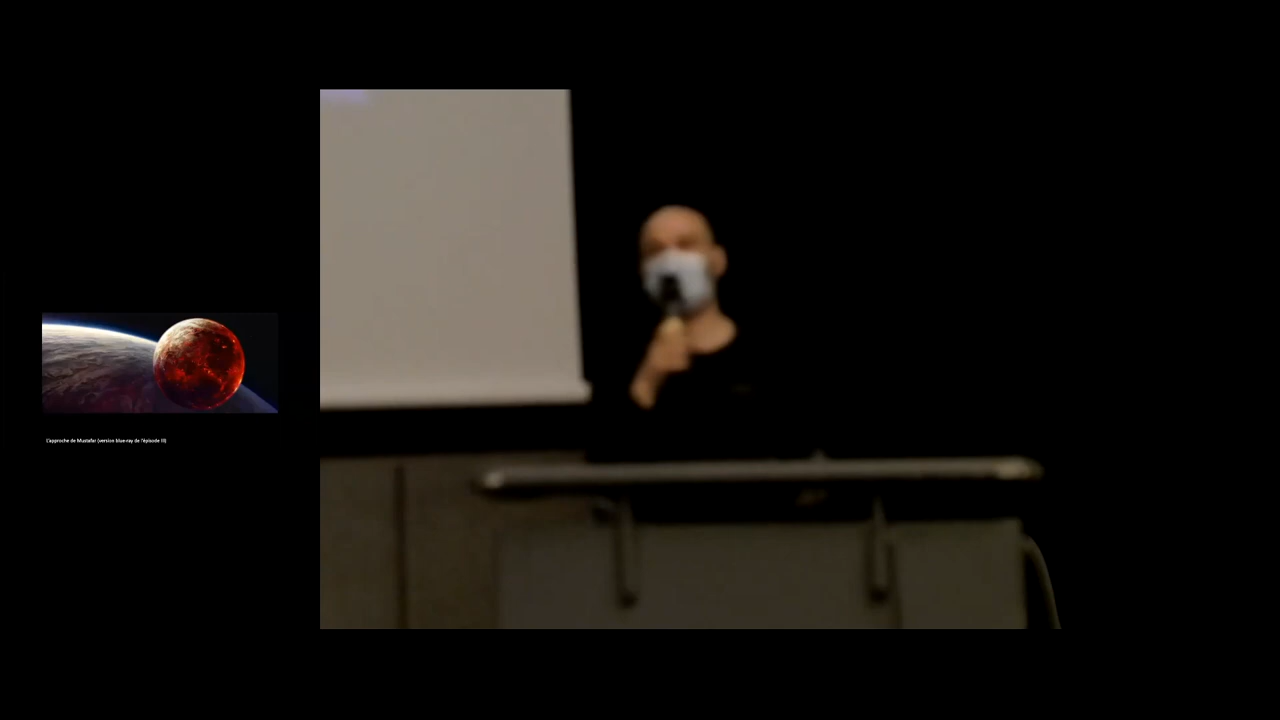 L'approche de Mustafar (version blue-ray de l'épisode III)